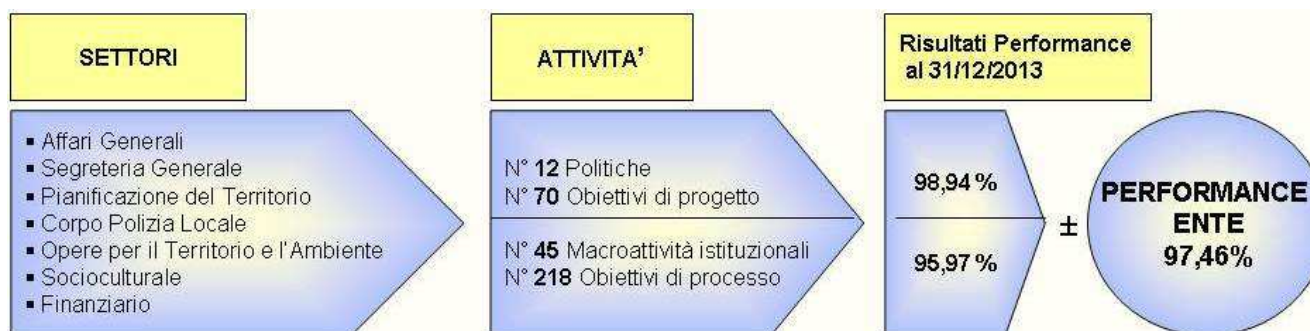 SETTORI
▪ Affari Generali
▪ Segreteria Generale
▪ Pianificazione del Territorio
▪ Corpo Polizia Locale
▪ Opere per il Territorio e l'Ambiente
▪ Socioculturale
▪ Finanziario
ATTIVITA'
N° 12 Politiche
N° 70 Obiettivi di progetto
N° 45 Macroattività istituzionali
N° 218 Obiettivi di processo
Risultati Performance
al 31/12/2013
98,94 %
95,97 %
±
PERFORMANCE
ENTE
97,46%